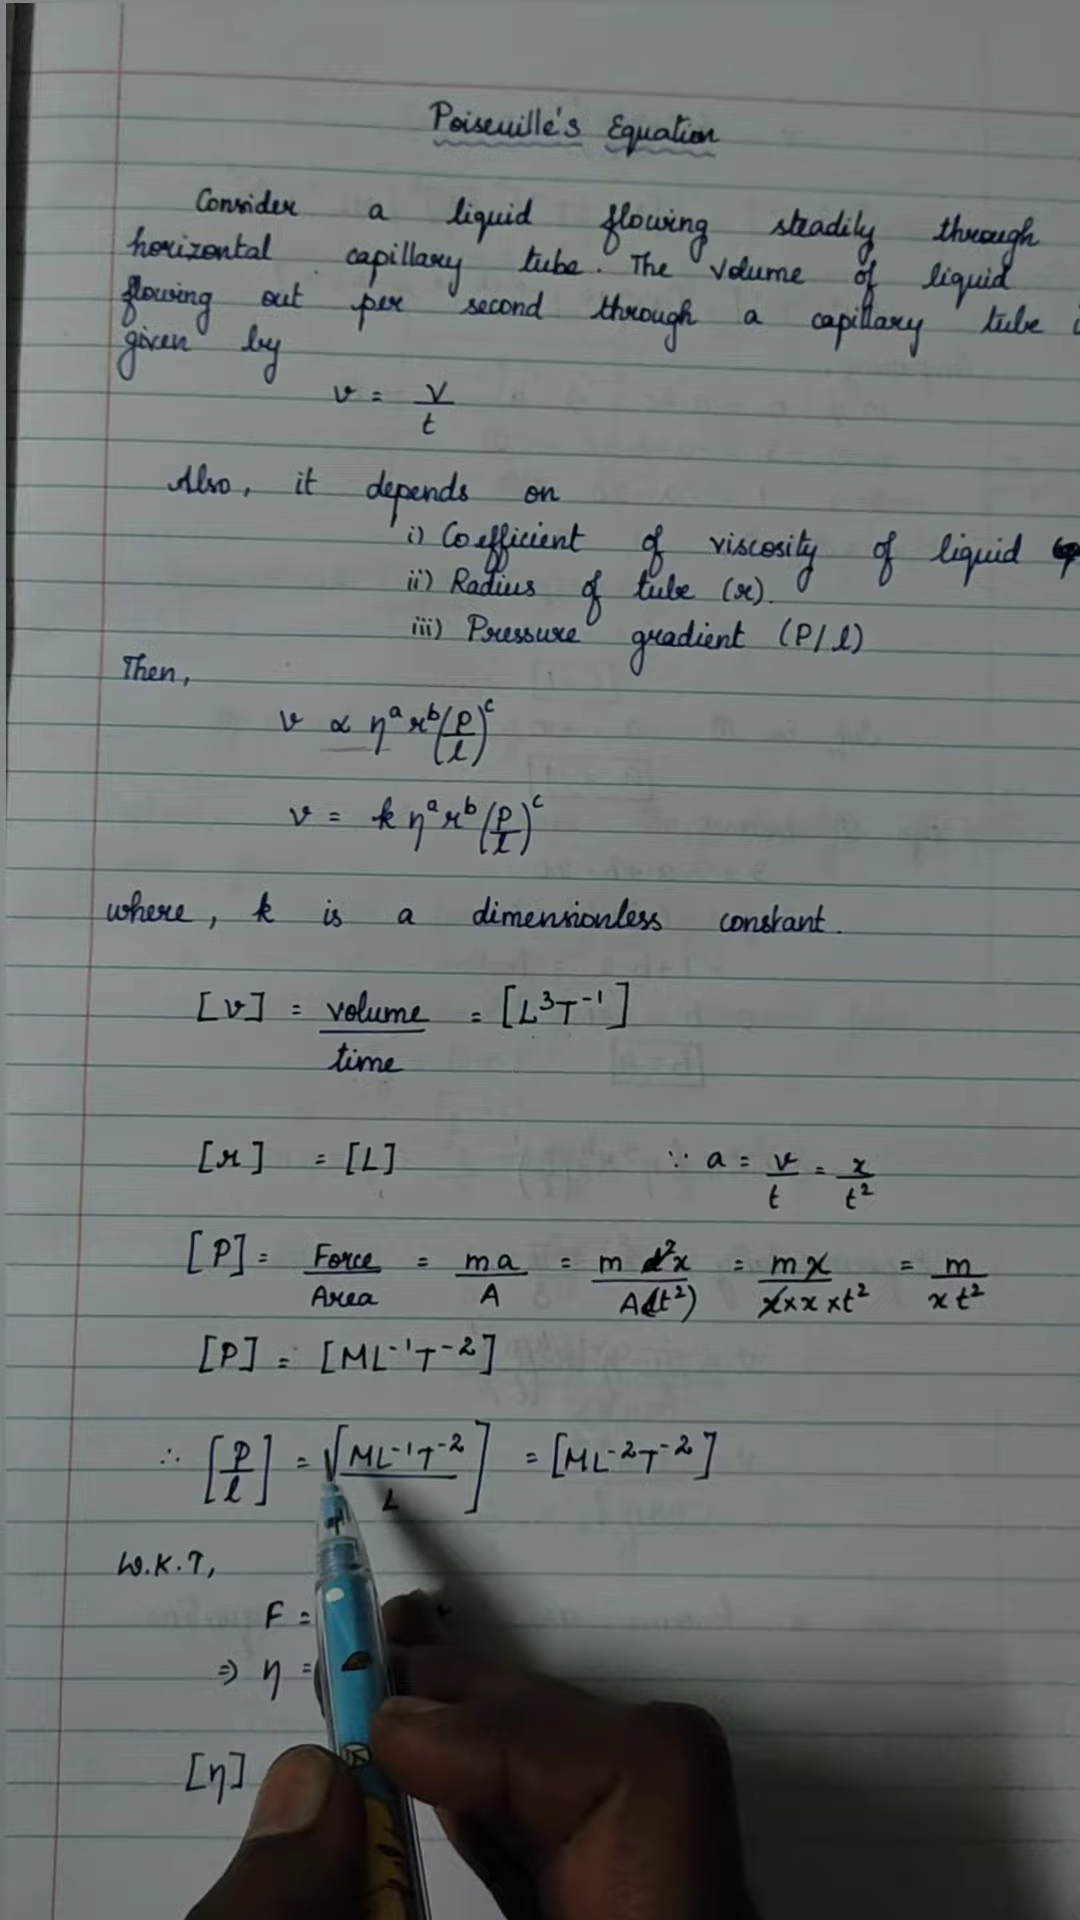 Poiseuille's Equation
Consider a liquid flowing steadily through
horizontal capillary tube. The volume of liquid
flowing out per second through a capillary tube
given by
v = V/t
Also, it depends on
i) Coefficient of viscosity of liquid
ii) Radius of tube (r).
iii) Pressure gradient (P/l)
Then,
v ∝ η^a r^b (P/l)^c
v = k η^a r^b (P/l)^c
where, k is a dimensionless constant.
[v] = volume/time = [L³T⁻¹]
[r] = [L] ∵ a = v/t = x/t²
[P] = Force/Area = ma/A = m d²x/A(dt²) = mx/x×x×t² = m/xt²
[P] = [ML⁻¹T⁻²]
∴ [P/l] = [ML⁻¹T⁻²/L] = [ML⁻²T⁻²]
W.K.T,
F =
⇒ η =
[η]